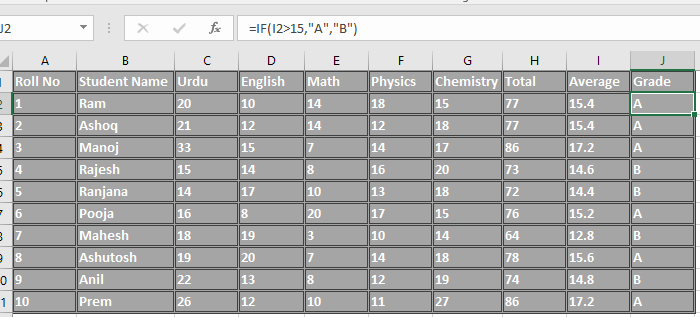 J2 fx =IF(I2>15,"A","B")
A B C D E F G H I J
Roll No Student Name Urdu English Math Physics Chemistry Total Average Grade
2 1 Ram 20 10 14 18 15 77 15.4 A
3 2 Ashoq 21 12 14 12 18 77 15.4 A
4 3 Manoj 33 15 7 14 17 86 17.2 A
5 4 Rajesh 15 14 8 16 20 73 14.6 B
5 Ranjana 14 17 10 13 18 72 14.4 B
7 6 Pooja 16 8 20 17 15 76 15.2 A
8 7 Mahesh 18 19 3 10 14 64 12.8 B
9 8 Ashutosh 19 20 7 14 18 78 15.6 A
0 9 Anil 22 13 8 12 19 74 14.8 B
1 10 Prem 26 12 10 11 27 86 17.2 A